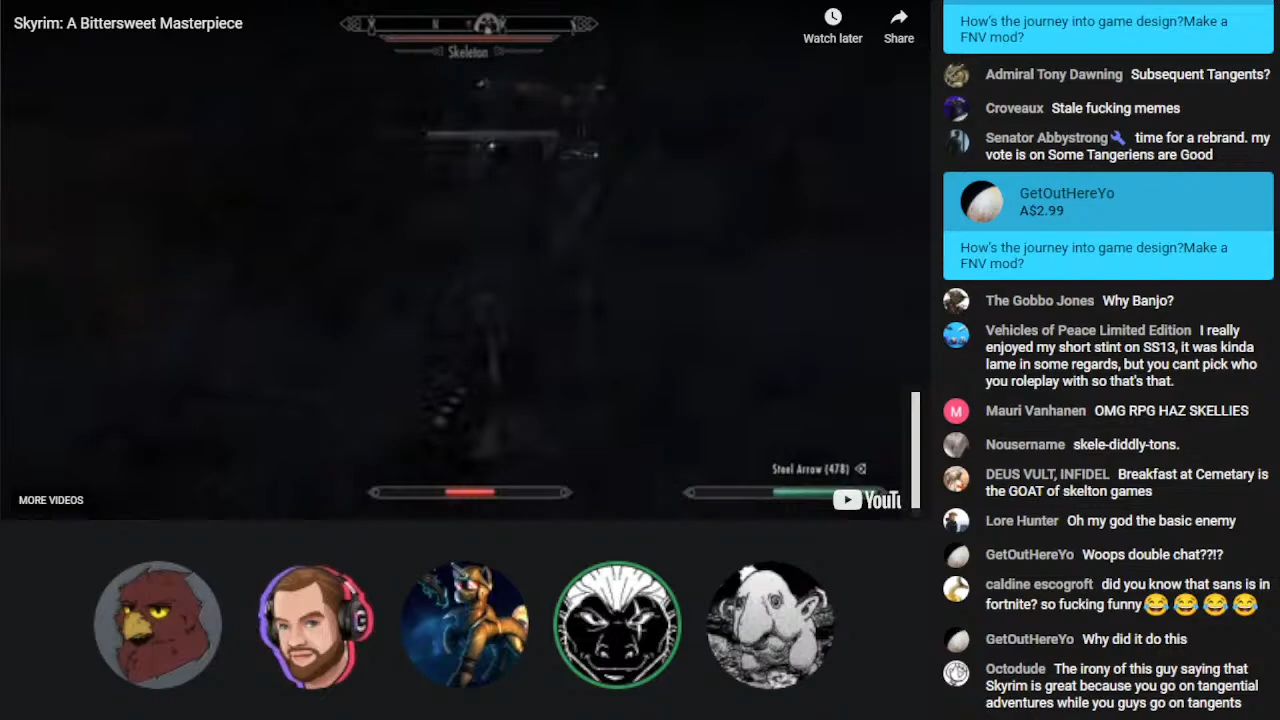 Skyrim: A Bittersweet Masterpiece
Watch later
Share
N
Skeleton
Steel Arrow (478)
MORE VIDEOS
YouTu
How's the journey into game design?Make a
FNV mod?
Admiral Tony Dawning Subsequent Tangents?
Croveaux Stale fucking memes
Senator Abbystrong time for a rebrand. my
vote is on Some Tangeriens are Good
GetOutHereYo
A$2.99
How's the journey into game design?Make a
FNV mod?
The Gobbo Jones Why Banjo?
Vehicles of Peace Limited Edition I really
enjoyed my short stint on SS13, it was kinda
lame in some regards, but you cant pick who
you roleplay with so that's that.
M
Mauri Vanhanen OMG RPG HAZ SKELLIES
Nousername skele-diddly-tons.
DEUS VULT, INFIDEL Breakfast at Cemetary is
the GOAT of skelton games
Lore Hunter Oh my god the basic enemy
GetOutHereYo Woops double chat??!?
caldine escogroft did you know that sans is in
fortnite? so fucking funny😂😂😂😂
GetOutHereYo Why did it do this
Octodude The irony of this guy saying that
Skyrim is great because you go on tangential
adventures while you guys go on tangents